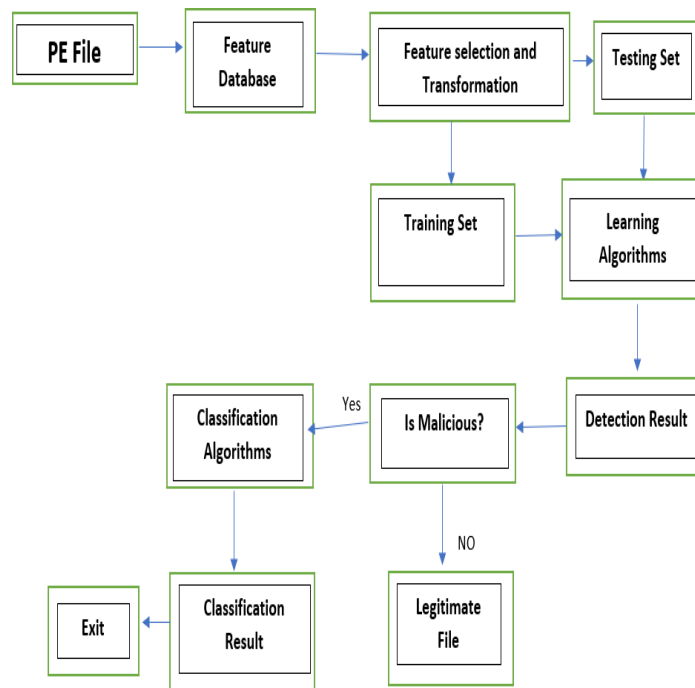 PE File
Feature
Database
Feature selection and
Transformation
Testing Set
Training Set
Learning
Algorithms
Yes
Classification
Algorithms
Is Malicious?
Detection Result
NO
Exit
Classification
Result
Legitimate
File